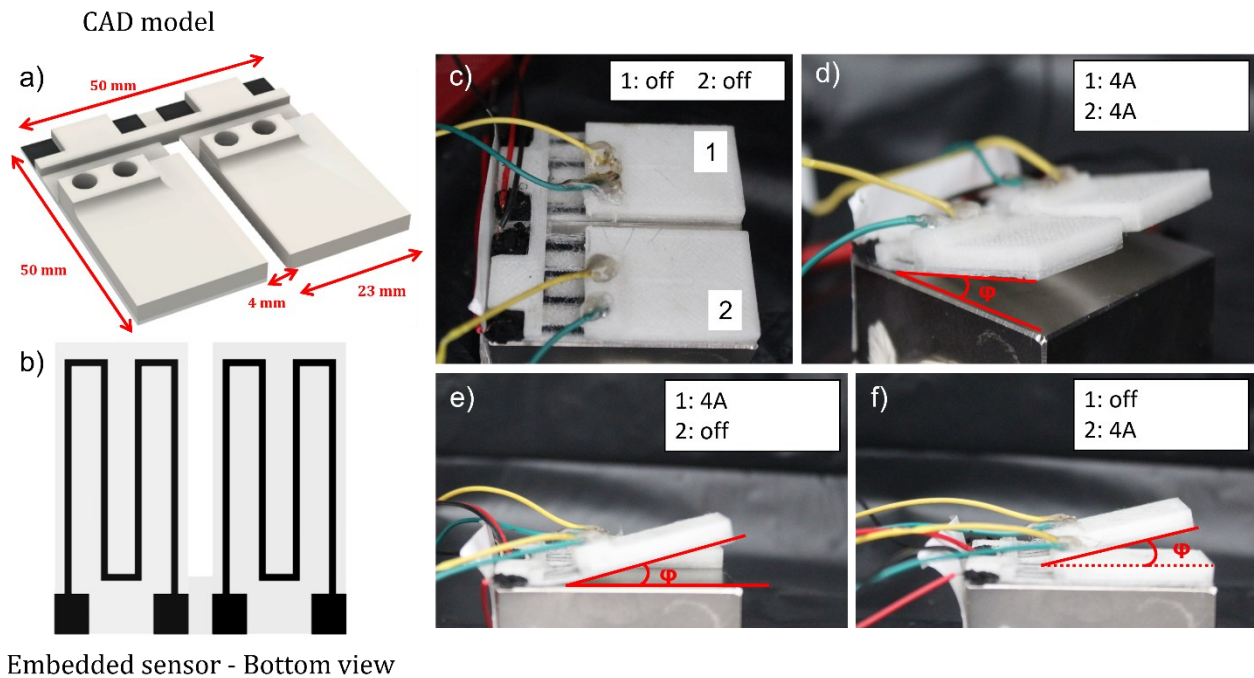 CAD model
a)
50 mm
50 mm
4 mm
23 mm
b)
Embedded sensor - Bottom view
c)
1: off 2: off
1
2
d)
1: 4A
2: 4A
φ
e)
1: 4A
2: off
φ
f)
1: off
2: 4A
φ